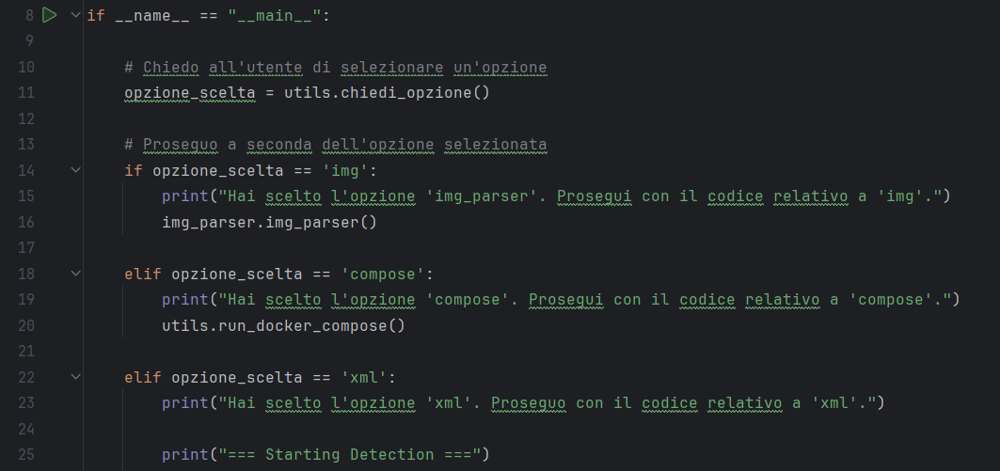 8 if __name__ == "__main__":
9
10 # Chiedo all'utente di selezionare un'opzione
11 opzione_scelta = utils.chiedi_opzione()
12
13 # Proseguo a seconda dell'opzione selezionata
14 if opzione_scelta == 'img':
15 print("Hai scelto l'opzione 'img_parser'. Prosegui con il codice relativo a 'img'.")
16 img_parser.img_parser()
17
18 elif opzione_scelta == 'compose':
19 print("Hai scelto l'opzione 'compose'. Prosegui con il codice relativo a 'compose'.")
20 utils.run_docker_compose()
21
22 elif opzione_scelta == 'xml':
23 print("Hai scelto l'opzione 'xml'. Proseguo con il codice relativo a 'xml'.")
24
25 print("=== Starting Detection ===")